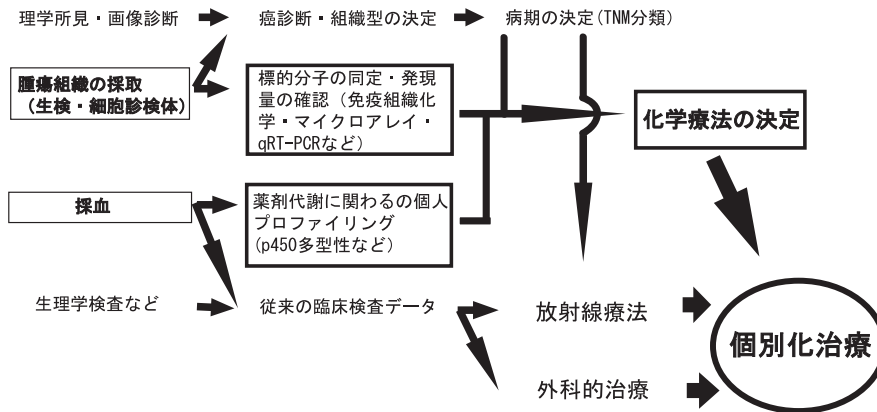 理学所見・画像診断
癌診断・組織型の決定
病期の決定(TNM分類)
腫瘍組織の採取
(生検・細胞診検体)
標的分子の同定・発現
量の確認(免疫組織化
学・マイクロアレイ・
qRT-PCRなど)
化学療法の決定
採血
薬剤代謝に関わるの個人
プロファイリング
(p450多型性など)
生理学検査など
従来の臨床検査データ
放射線療法
個別化治療
外科的治療